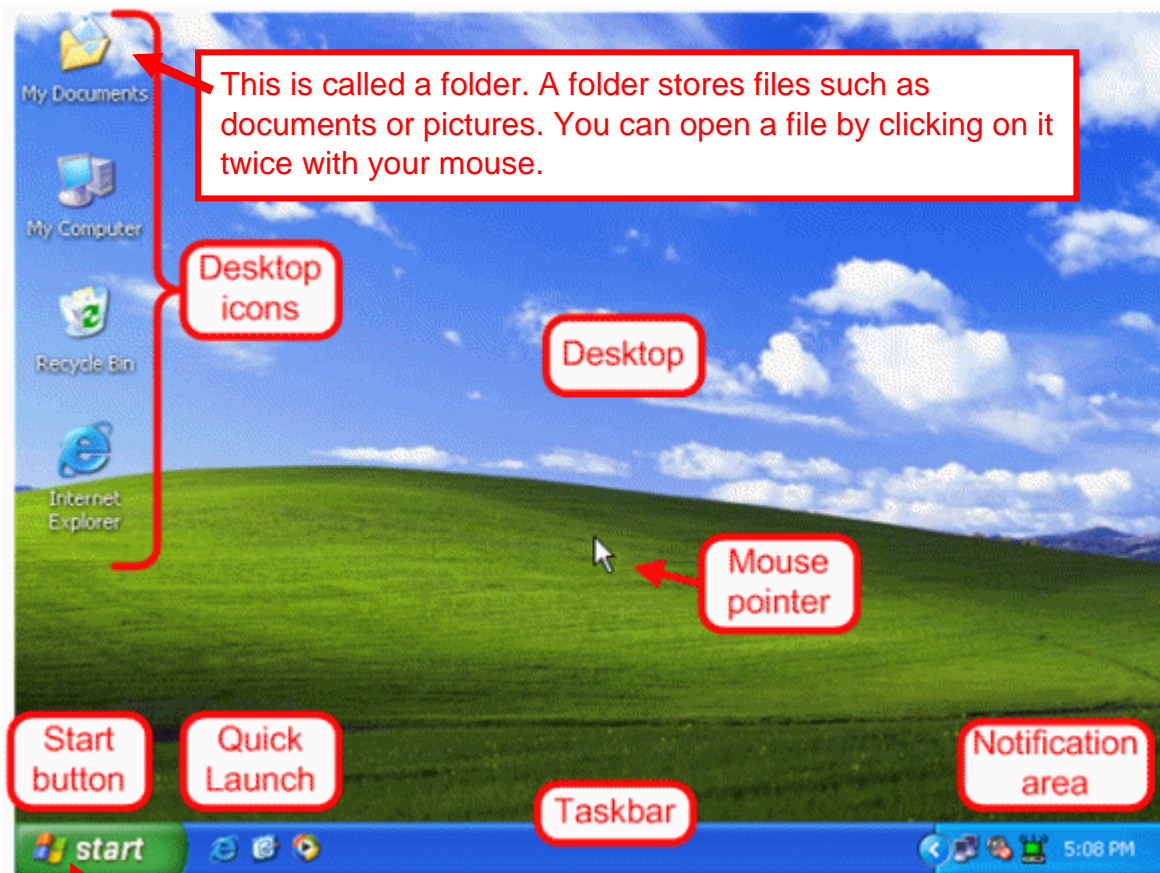 This is called a folder. A folder stores files such as
documents or pictures. You can open a file by clicking on it
twice with your mouse.
My Documents
My Computer
Desktop
icons
Recycle Bin
Desktop
Internet
Explorer
Mouse
pointer
Start
button
Quick
Launch
Taskbar
Notification
area
start
5:08 PM